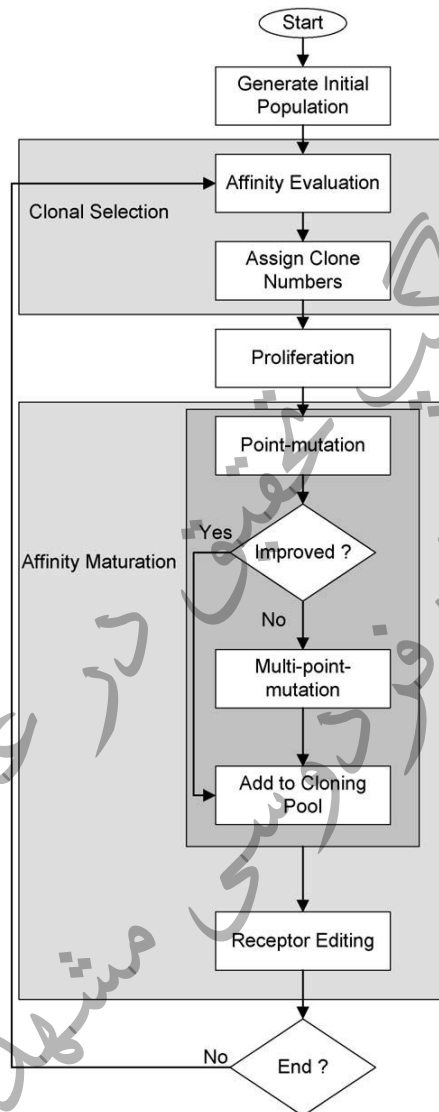 Start
Generate Initial
Population
Affinity Evaluation
Clonal Selection
Assign Clone
Numbers
Proliferation
Point-mutation
Yes
Improved ?
Affinity Maturation
No
Multi-point-
mutation
Add to Cloning
Pool
Receptor Editing
No
End ?